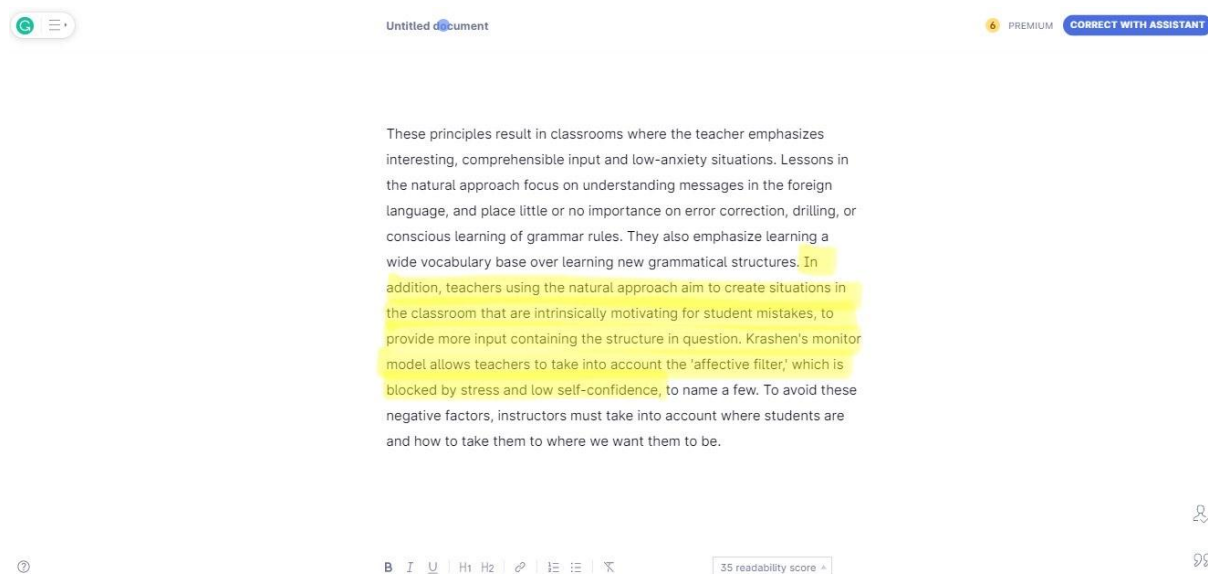 Untitled document
6 PREMIUM CORRECT WITH ASSISTANT
These principles result in classrooms where the teacher emphasizes
interesting, comprehensible input and low-anxiety situations. Lessons in
the natural approach focus on understanding messages in the foreign
language, and place little or no importance on error correction, drilling, or
conscious learning of grammar rules. They also emphasize learning a
wide vocabulary base over learning new grammatical structures. In
addition, teachers using the natural approach aim to create situations in
the classroom that are intrinsically motivating for student mistakes, to
provide more input containing the structure in question. Krashen's monitor
model allows teachers to take into account the 'affective filter,' which is
blocked by stress and low self-confidence, to name a few. To avoid these
negative factors, instructors must take into account where students are
and how to take them to where we want them to be.
B I U H1 H2 35 readability score